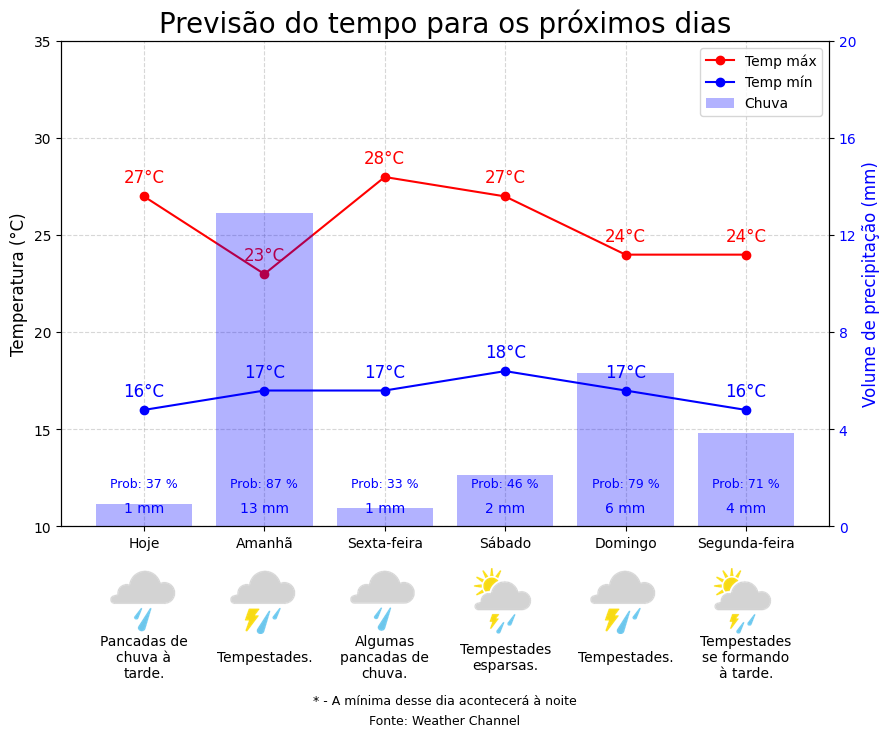 Previsão do tempo para os próximos dias
35
30
25
20
15
10
Temperatura (°C)
20
16
12
8
4
0
Volume de precipitação (mm)
Temp máx
Temp mín
Chuva
27°C
23°C
28°C
27°C
24°C
24°C
16°C
17°C
17°C
18°C
17°C
16°C
Prob: 37 %
Prob: 87 %
Prob: 33 %
Prob: 46 %
Prob: 79 %
Prob: 71 %
1 mm
13 mm
1 mm
2 mm
6 mm
4 mm
Hoje
Amanhã
Sexta-feira
Sábado
Domingo
Segunda-feira
Pancadas de
chuva à
tarde.
Tempestades.
Algumas
pancadas de
chuva.
Tempestades
esparsas.
Tempestades.
Tempestades
se formando
à tarde.
* - A mínima desse dia acontecerá à noite
Fonte: Weather Channel